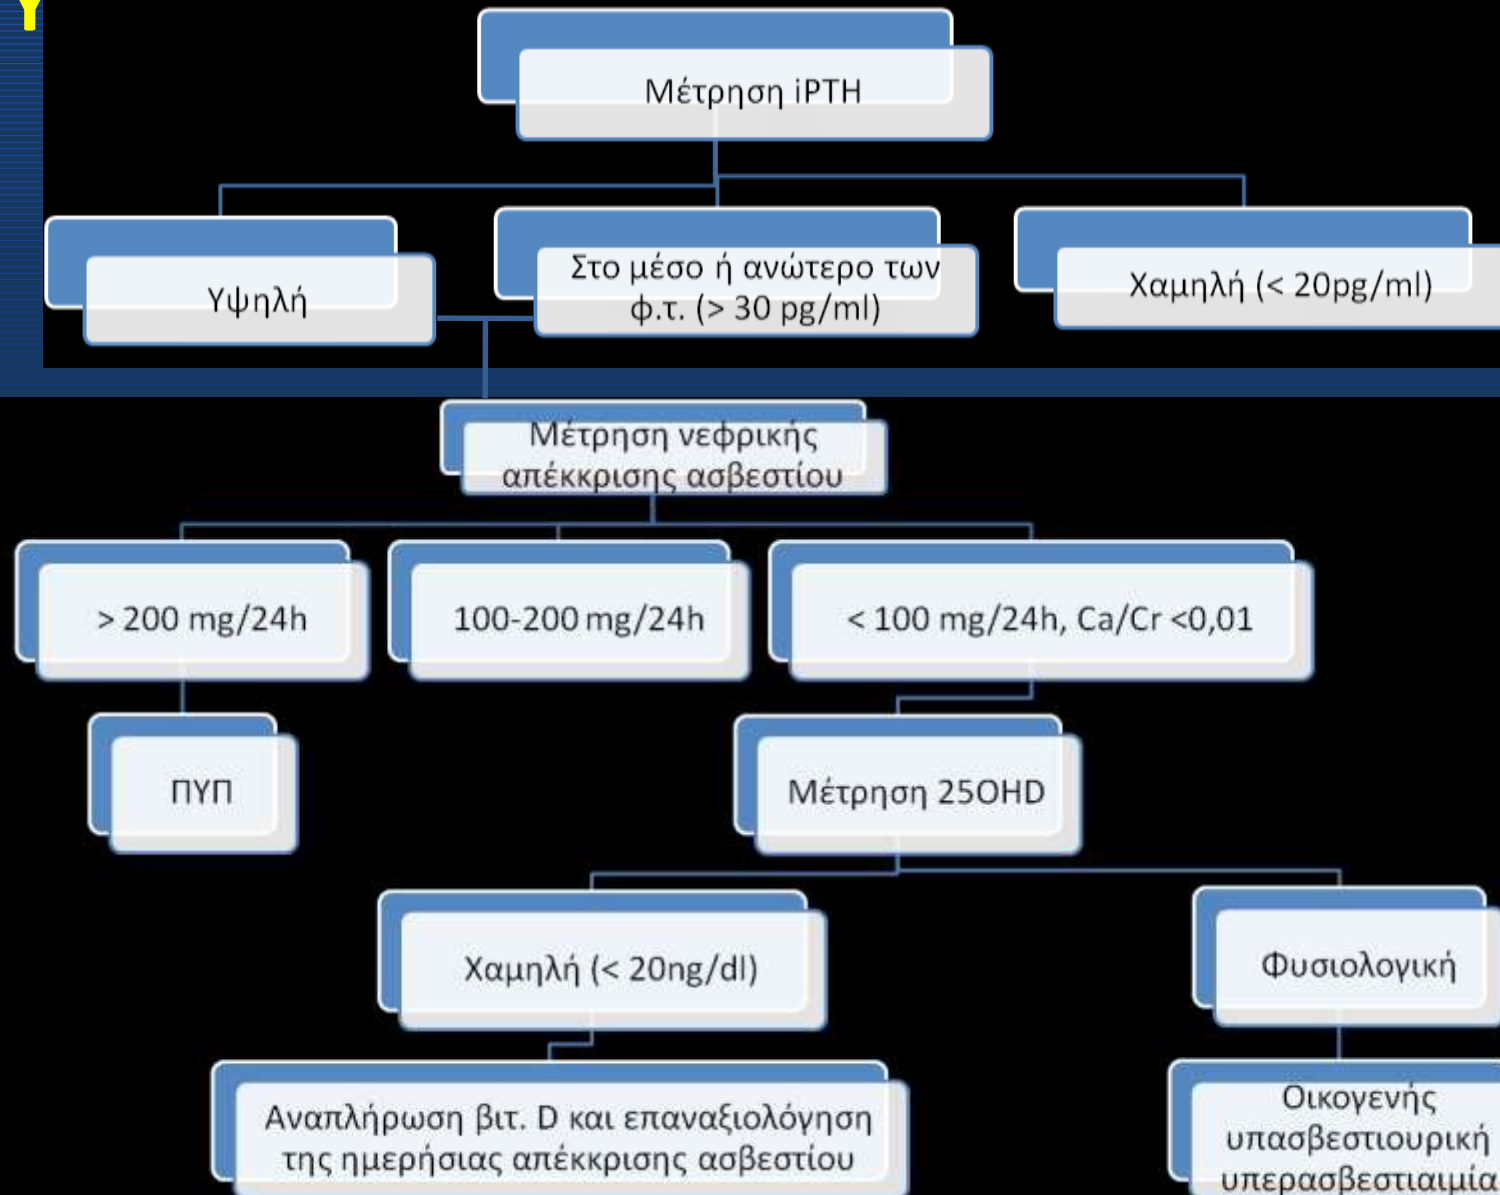 Υ
Μέτρηση iPTH
Υψηλή
Στο μέσο ή ανώτερο των
φ.τ. (> 30 pg/ml)
Χαμηλή (< 20pg/ml)
Μέτρηση νεφρικής
απέκκρισης ασβεστίου
> 200 mg/24h
100-200 mg/24h
< 100 mg/24h, Ca/Cr <0,01
ΠΥΠ
Μέτρηση 25OHD
Χαμηλή (< 20ng/dl)
Φυσιολογική
Αναπλήρωση βιτ. D και επαναξιολόγηση
της ημερήσιας απέκκρισης ασβεστίου
Οικογενής
υπασβεστιουρική
υπερασβεστιαιμία